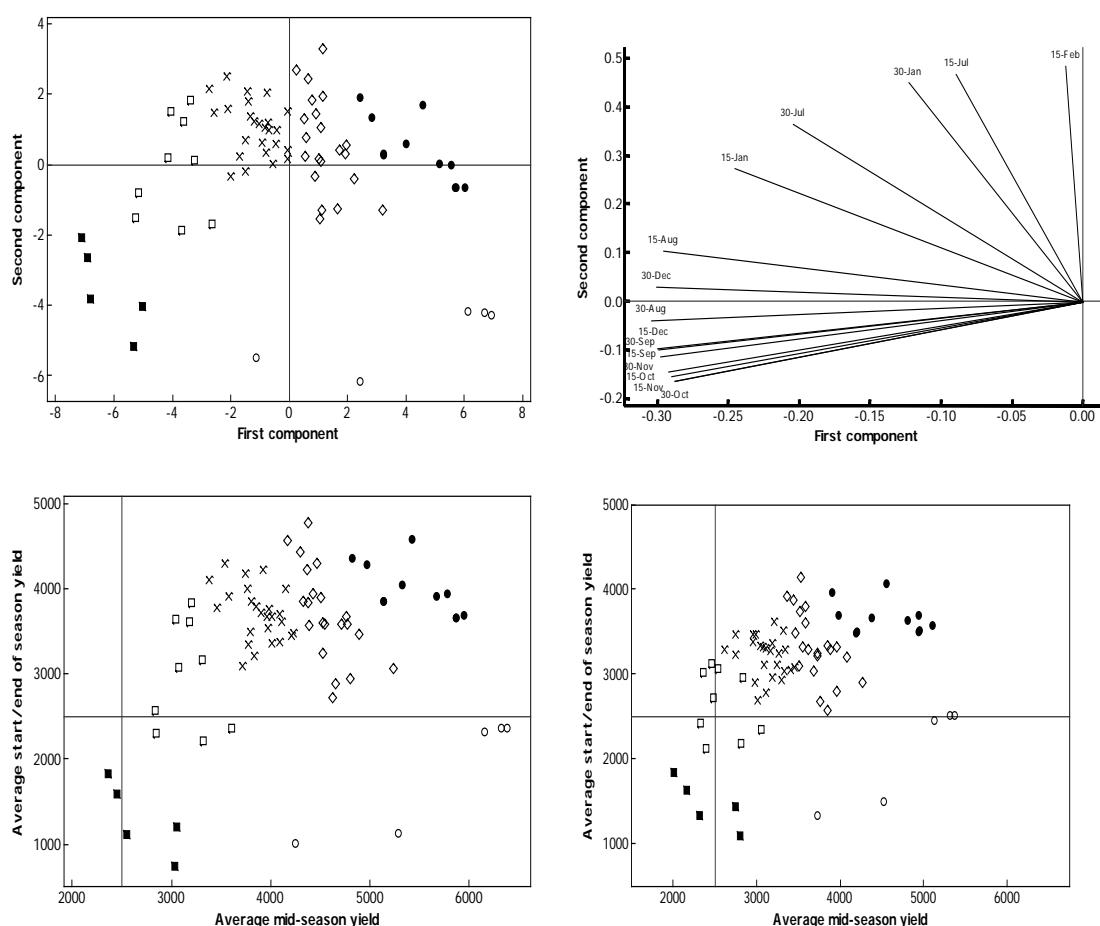 4
2
0
-2
-4
-6
-8
-6
-4
-2
0
2
4
6
8
Second component
First component
0.5
0.4
0.3
0.2
0.1
0.0
-0.1
-0.2
-0.30
-0.25
-0.20
-0.15
-0.10
-0.05
0.00
Second component
First component
15-Feb
15-Jul
30-Jan
30-Jul
15-Jan
15-Aug
30-Dec
30-Aug
15-Dec
30-Sep
15-Sep
30-Nov
15-Oct
15-Nov
30-Oct
5000
4000
3000
2000
1000
2000
3000
4000
5000
6000
Average start/end of season yield
Average mid-season yield
5000
4000
3000
2000
1000
2000
3000
4000
5000
6000
Average start/end of season yield
Average mid-season yield